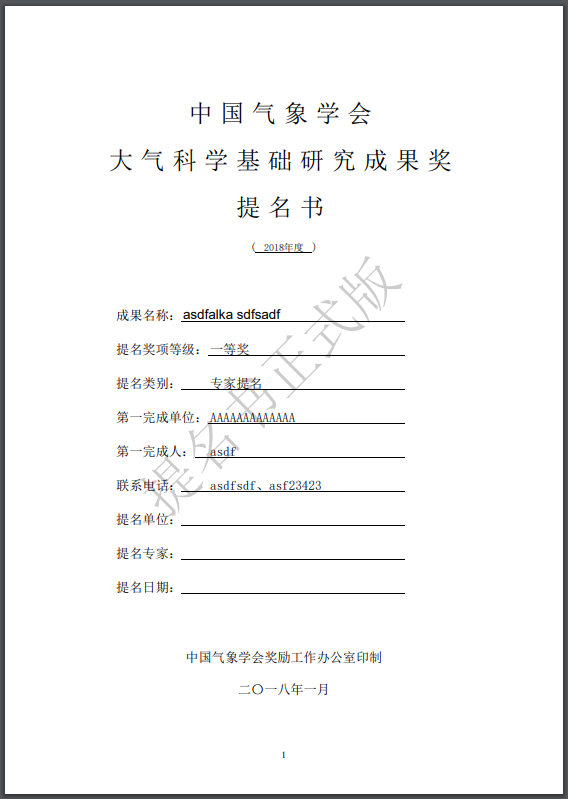 中国气象学会
大气科学基础研究成果奖
提名书
( 2018年度 )
成果名称：asdfalka sdfsadf
提名奖项等级：一等奖
提名类别：专家提名
第一完成单位：AAAAAAAAAAAAA
第一完成人：asdf
联系电话：asdfsdf、asf23423
提名单位：
提名专家：
提名日期：
提名书正式版
中国气象学会奖励工作办公室印制
二〇一八年一月
1